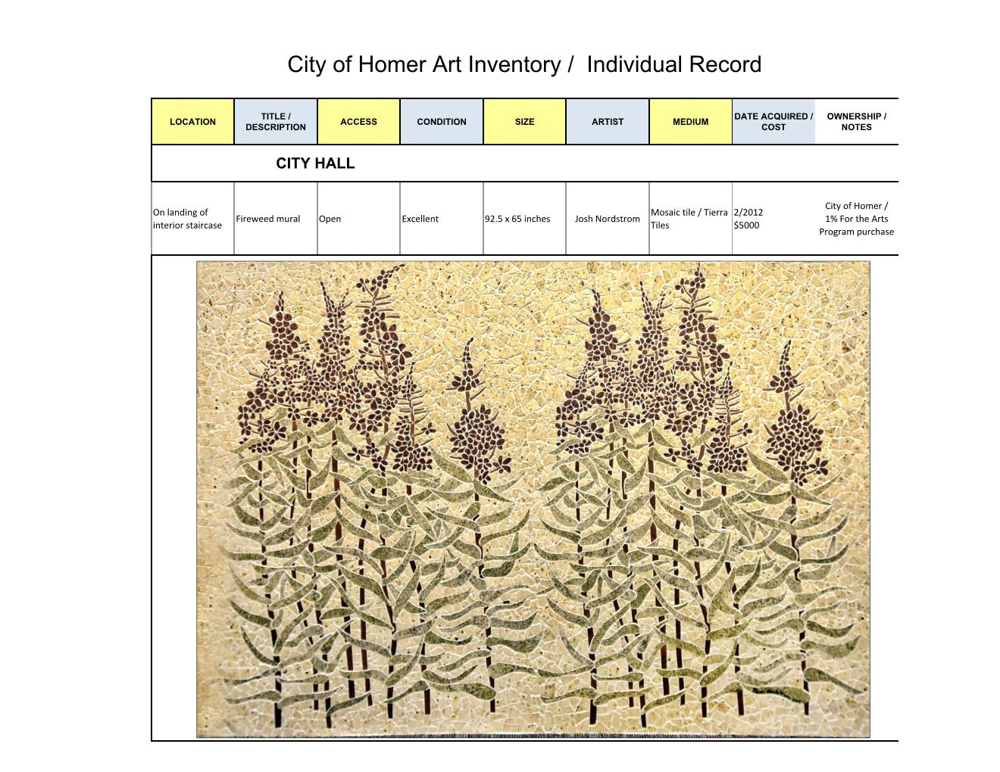 City of Homer Art Inventory /  Individual Record
LOCATION
TITLE /
DESCRIPTION
ACCESS
CONDITION
SIZE
ARTIST
MEDIUM
DATE ACQUIRED /
COST
OWNERSHIP /
NOTES
CITY HALL
On landing of
interior staircase
Fireweed mural
Open
Excellent
92.5 x 65 inches
Josh Nordstrom
Mosaic tile / Tierra
Tiles
2/2012
$5000
City of Homer /
1% For the Arts
Program purchase